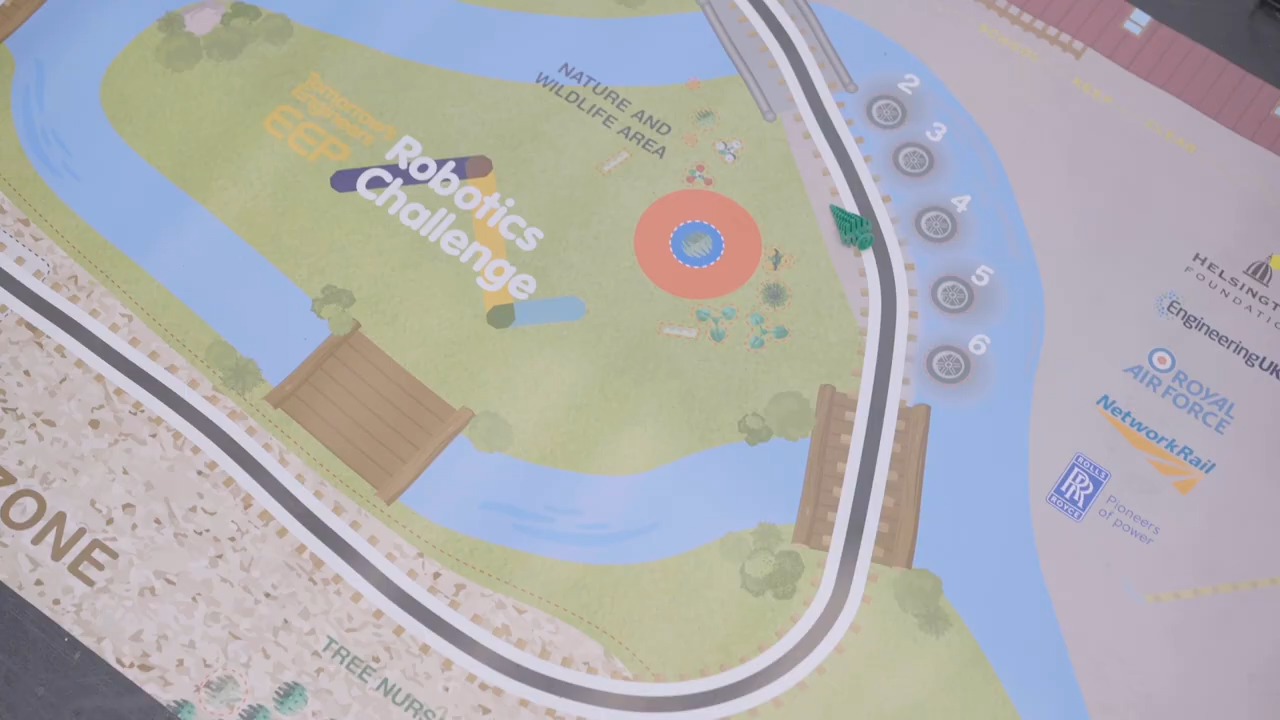 2
3
4
5
6
NATURE AND
WILDLIFE AREA
Tomorrow's
Engineers
EEP
Robotics
Challenge
HELSINGT
FOUNDATIO
EngineeringUK
ROYAL
AIR FORCE
NetworkRail
ROLLS
RR
ROYCE
Pioneers
of power
ZONE
TREE NURS